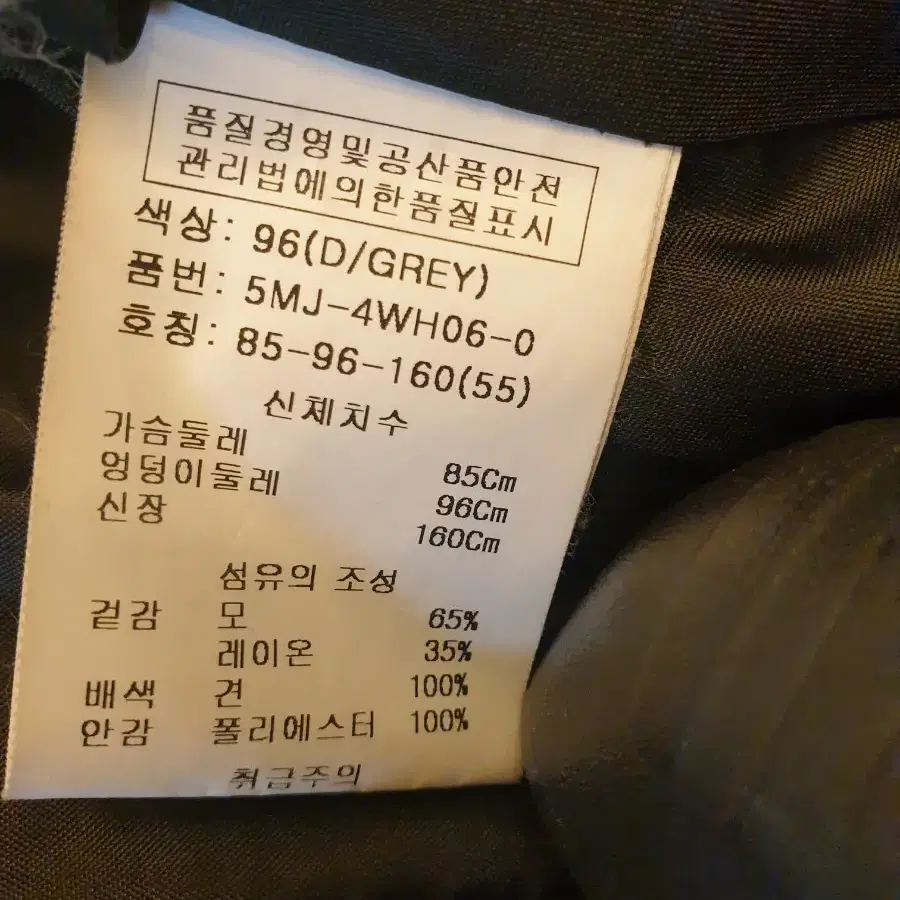 품질경영및공산품안전
관리법에의한품질표시
색상: 96(D/GREY)
품번: 5MJ-4WH06-0
호칭: 85-96-160(55)
신체치수
가슴둘레 85Cm
엉덩이둘레 96Cm
신장 160Cm
섬유의 조성
겉감 모 65%
레이온 35%
배색 견 100%
안감 폴리에스터 100%
취급주의